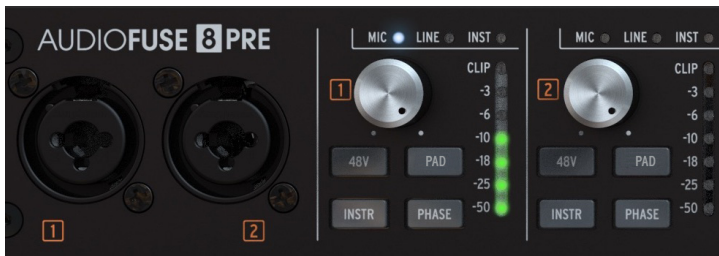 AUDIOFUSE 8 PRE
1
2
MIC LINE INST
1
CLIP
-3
-6
-10
-18
-25
-50
48V PAD
INSTR PHASE
MIC LINE INST
2
CLIP
-3
-6
-10
-18
-25
-50
48V PAD
INSTR PHASE